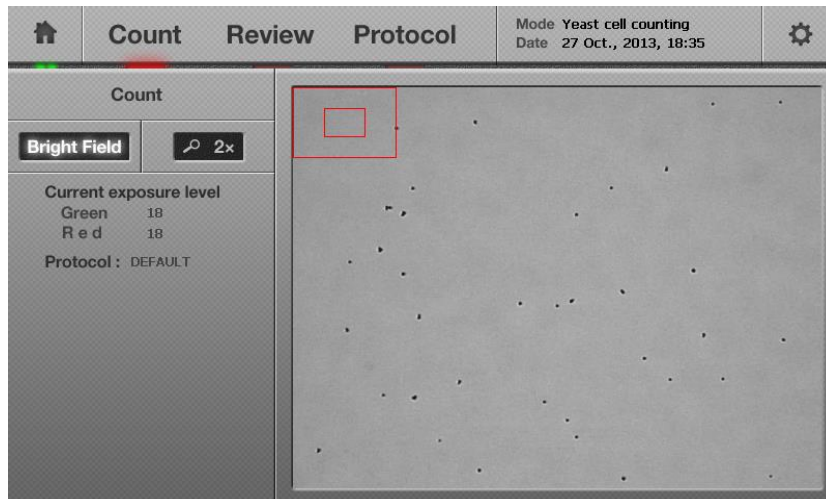 Count Review Protocol
Mode Yeast cell counting
Date 27 Oct., 2013, 18:35
Count
Bright Field 2×
Current exposure level
Green 18
Red 18
Protocol : DEFAULT